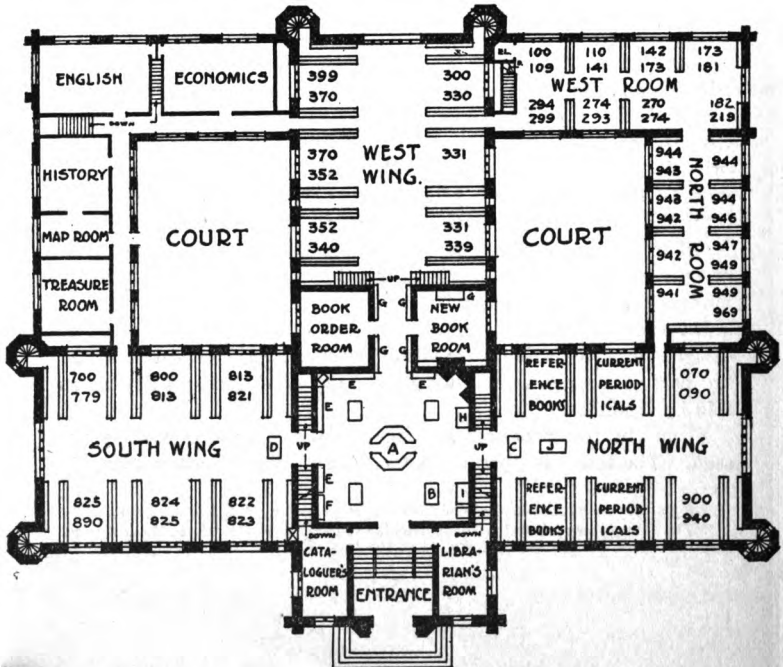 ENGLISH
ECONOMICS
DOWN
HISTORY
MAP ROOM
TREASURE
ROOM
COURT
399
370
300
330
370
352
WEST
WING.
331
352
340
331
339
UP
EL.
100
109
110
141
142
173
173
181
WEST ROOM
294
299
274
293
270
274
182
219
COURT
944
943
944
943
942
944
946
942
947
949
941
949
969
NORTH ROOM
BOOK
ORDER
ROOM
G
G
G
G
G
NEW
BOOK
ROOM
700
779
800
813
813
821
SOUTH WING
D
825
890
824
825
822
823
E
E
E
E
F
UP
A
B
H
I
UP
DOWN
DOWN
C
J
NORTH WING
REFER-
ENCE
BOOKS
CURRENT
PERIOD-
ICALS
070
090
REFER-
ENCE
BOOKS
CURRENT
PERIOD-
ICALS
900
940
CATA-
LOGUER'S
ROOM
ENTRANCE
LIBRA-
RIAN'S
ROOM